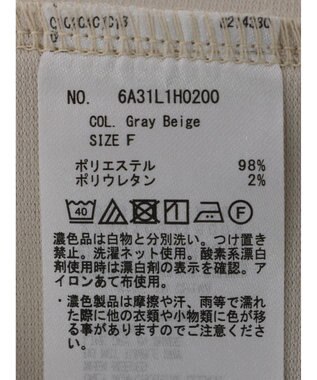 NO. 6A31L1H0200
COL. Gray Beige
SIZE F
ポリエステル 98%
ポリウレタン 2%
40
F
濃色品は白物と分別洗い。つけ置き
禁止。洗濯ネット使用。酸素系漂白
剤使用時は漂白剤の表示を確認。ア
イロンあて布使用。
・濃色製品は摩擦や汗、雨等で濡れ
た際に他の衣類や小物類に色が移
る事がありますのでご注意くださ
い。